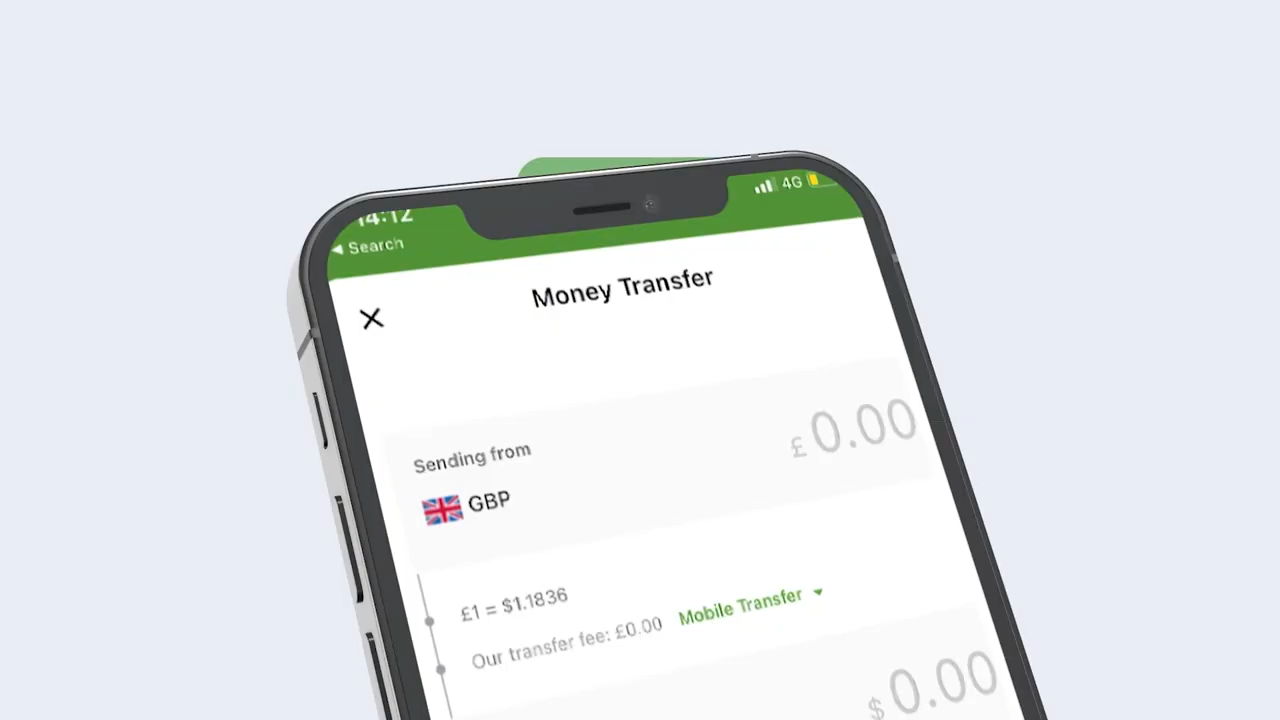 14:12
4G
◀ Search
Money Transfer
Sending from
£ 0.00
GBP
£1 = $1.1836
Our transfer fee: £0.00 Mobile Transfer
$ 0.00